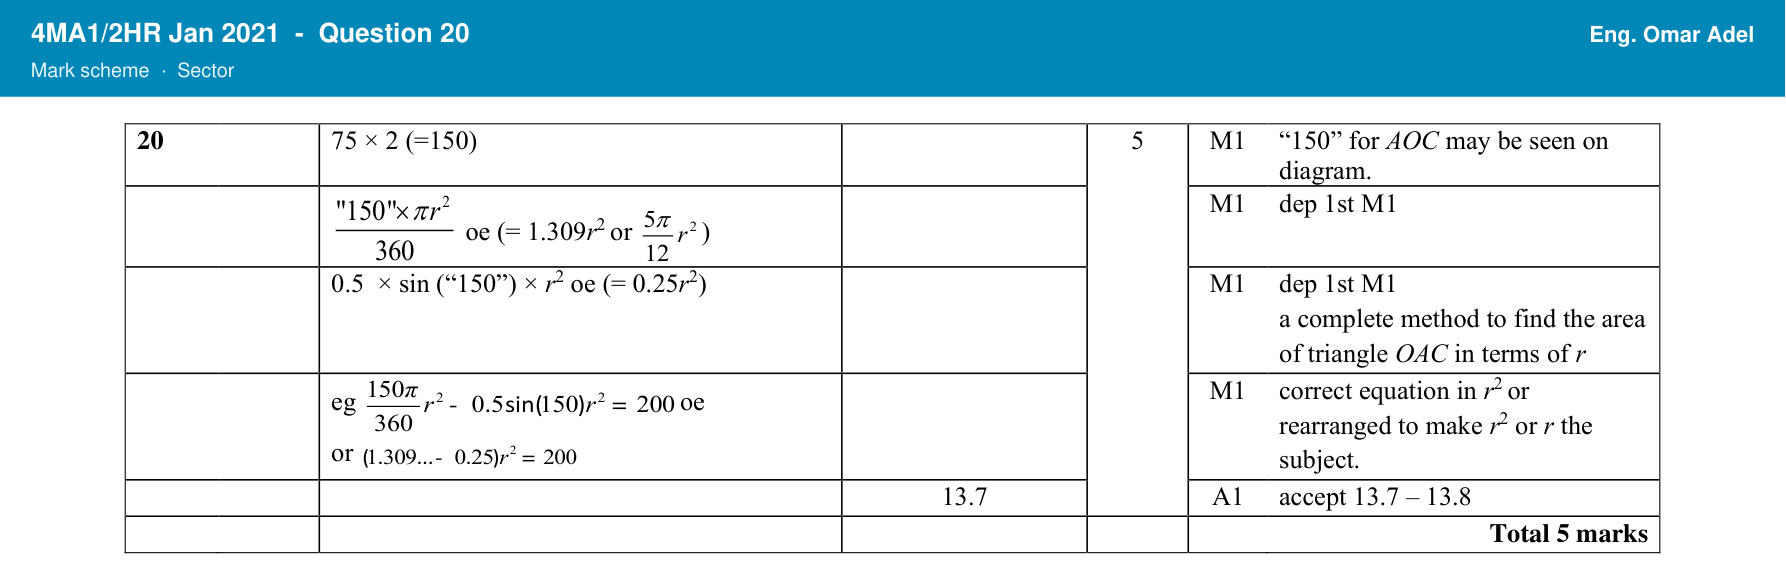 4MA1/2HR Jan 2021 - Question 20
Eng. Omar Adel
Mark scheme · Sector
20 75 × 2 (=150) 5 M1 “150” for AOC may be seen on
diagram.
"150"× πr²
360
oe (= 1.309r² or 5π/12 r²) M1 dep 1st M1
0.5 × sin (“150”) × r² oe (= 0.25r²) M1 dep 1st M1
a complete method to find the area
of triangle OAC in terms of r
eg 150π/360 r² - 0.5sin(150)r² = 200 oe M1 correct equation in r² or
rearranged to make r² or r the
or (1.309...- 0.25)r² = 200 subject.
13.7 A1 accept 13.7 – 13.8
Total 5 marks